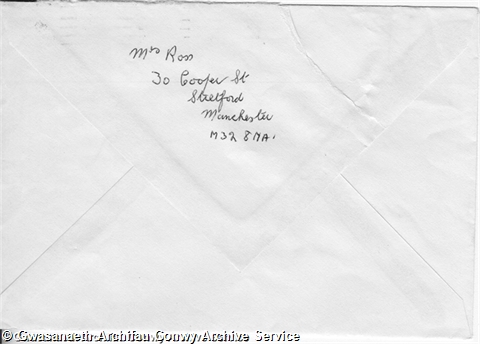 Mrs Ross
30 Cooper St
Stretford
Manchester
M32 8NA.
© Gwasanaeth Archifau Conwy Archive Service